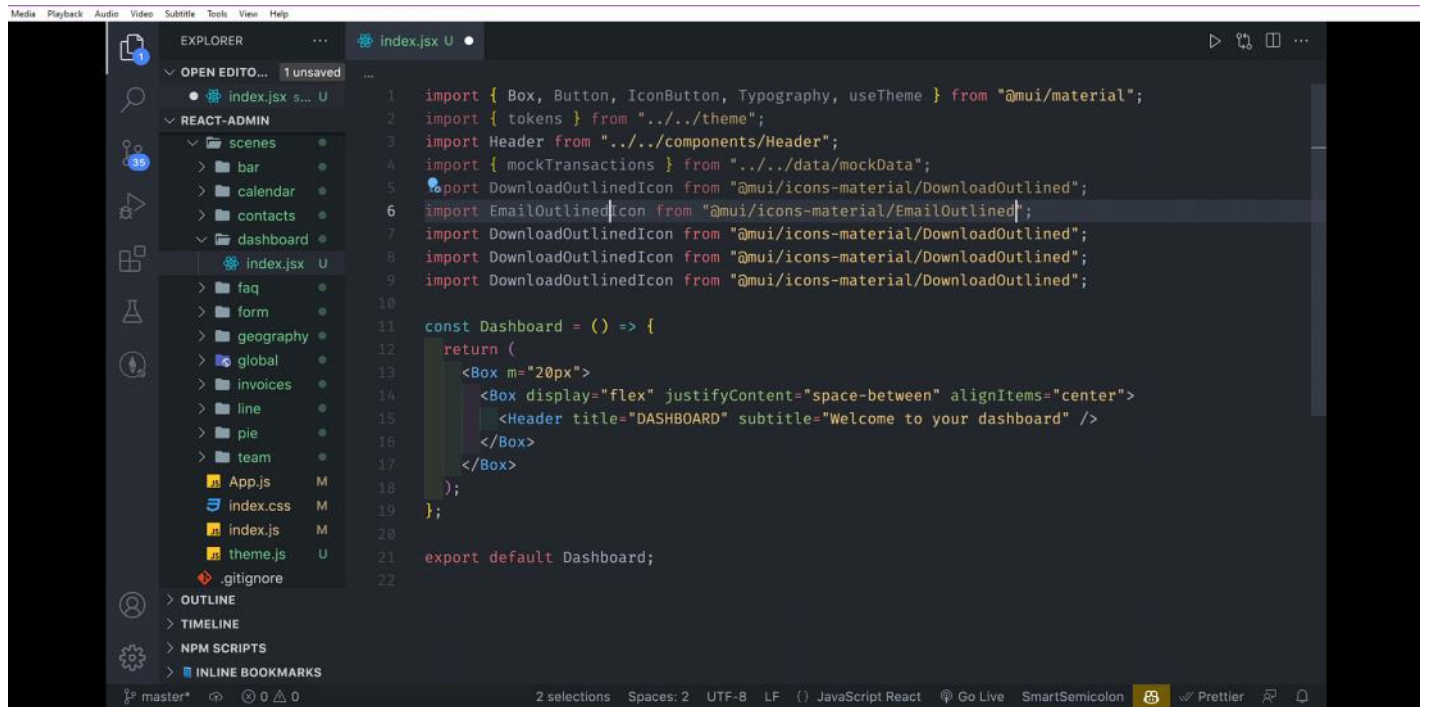 Media Playback Audio Video Subtitle Tools View Help
EXPLORER ...
index.jsx U
OPEN EDITO... 1 unsaved
...
index.jsx s... U
REACT-ADMIN
scenes
bar
calendar
contacts
dashboard
index.jsx U
faq
form
geography
global
invoices
line
pie
team
App.js M
index.css M
index.js M
theme.js U
.gitignore
OUTLINE
TIMELINE
NPM SCRIPTS
INLINE BOOKMARKS
1
35
1 import { Box, Button, IconButton, Typography, useTheme } from "@mui/material";
2 import { tokens } from "../../theme";
3 import Header from "../../components/Header";
4 import { mockTransactions } from "../../data/mockData";
5 port DownloadOutlinedIcon from "@mui/icons-material/DownloadOutlined";
6 import EmailOutlinedIcon from "@mui/icons-material/EmailOutlined";
7 import DownloadOutlinedIcon from "@mui/icons-material/DownloadOutlined";
8 import DownloadOutlinedIcon from "@mui/icons-material/DownloadOutlined";
9 import DownloadOutlinedIcon from "@mui/icons-material/DownloadOutlined";
10
11 const Dashboard = () => {
12 return (
13 <Box m="20px">
14 <Box display="flex" justifyContent="space-between" alignItems="center">
15 <Header title="DASHBOARD" subtitle="Welcome to your dashboard" />
16 </Box>
17 </Box>
18 );
19 };
20
21 export default Dashboard;
22
master* 0 0 2 selections Spaces: 2 UTF-8 LF {} JavaScript React Go Live SmartSemicolon Prettier